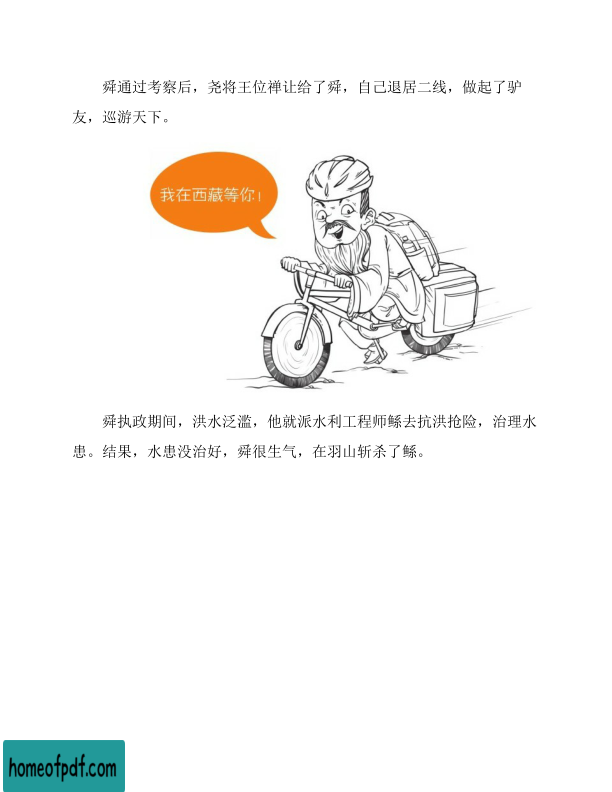 舜通过考察后，尧将王位禅让给了舜，自己退居二线，做起了驴
友，巡游天下。
我在西藏等你！
舜执政期间，洪水泛滥，他就派水利工程师鲧去抗洪抢险，治理水
患。结果，水患没治好，舜很生气，在羽山斩杀了鲧。
homeofpdf.com